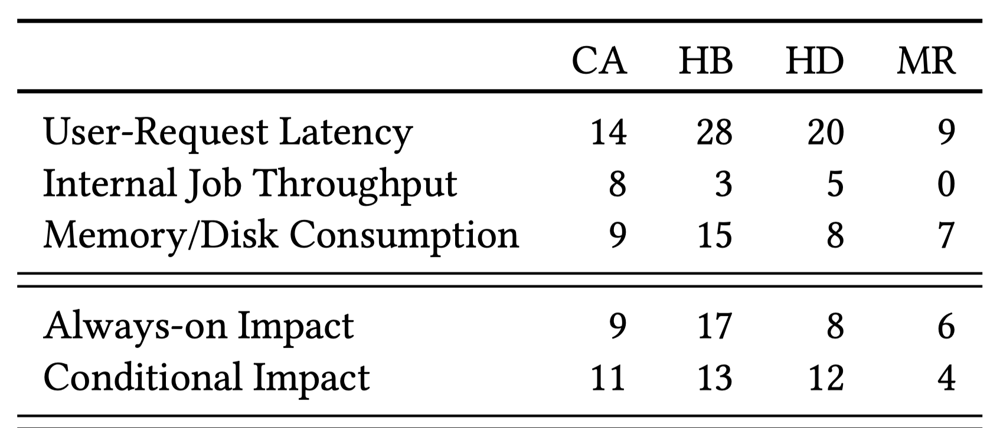 CA HB HD MR
User-Request Latency 14 28 20 9
Internal Job Throughput 8 3 5 0
Memory/Disk Consumption 9 15 8 7
Always-on Impact 9 17 8 6
Conditional Impact 11 13 12 4